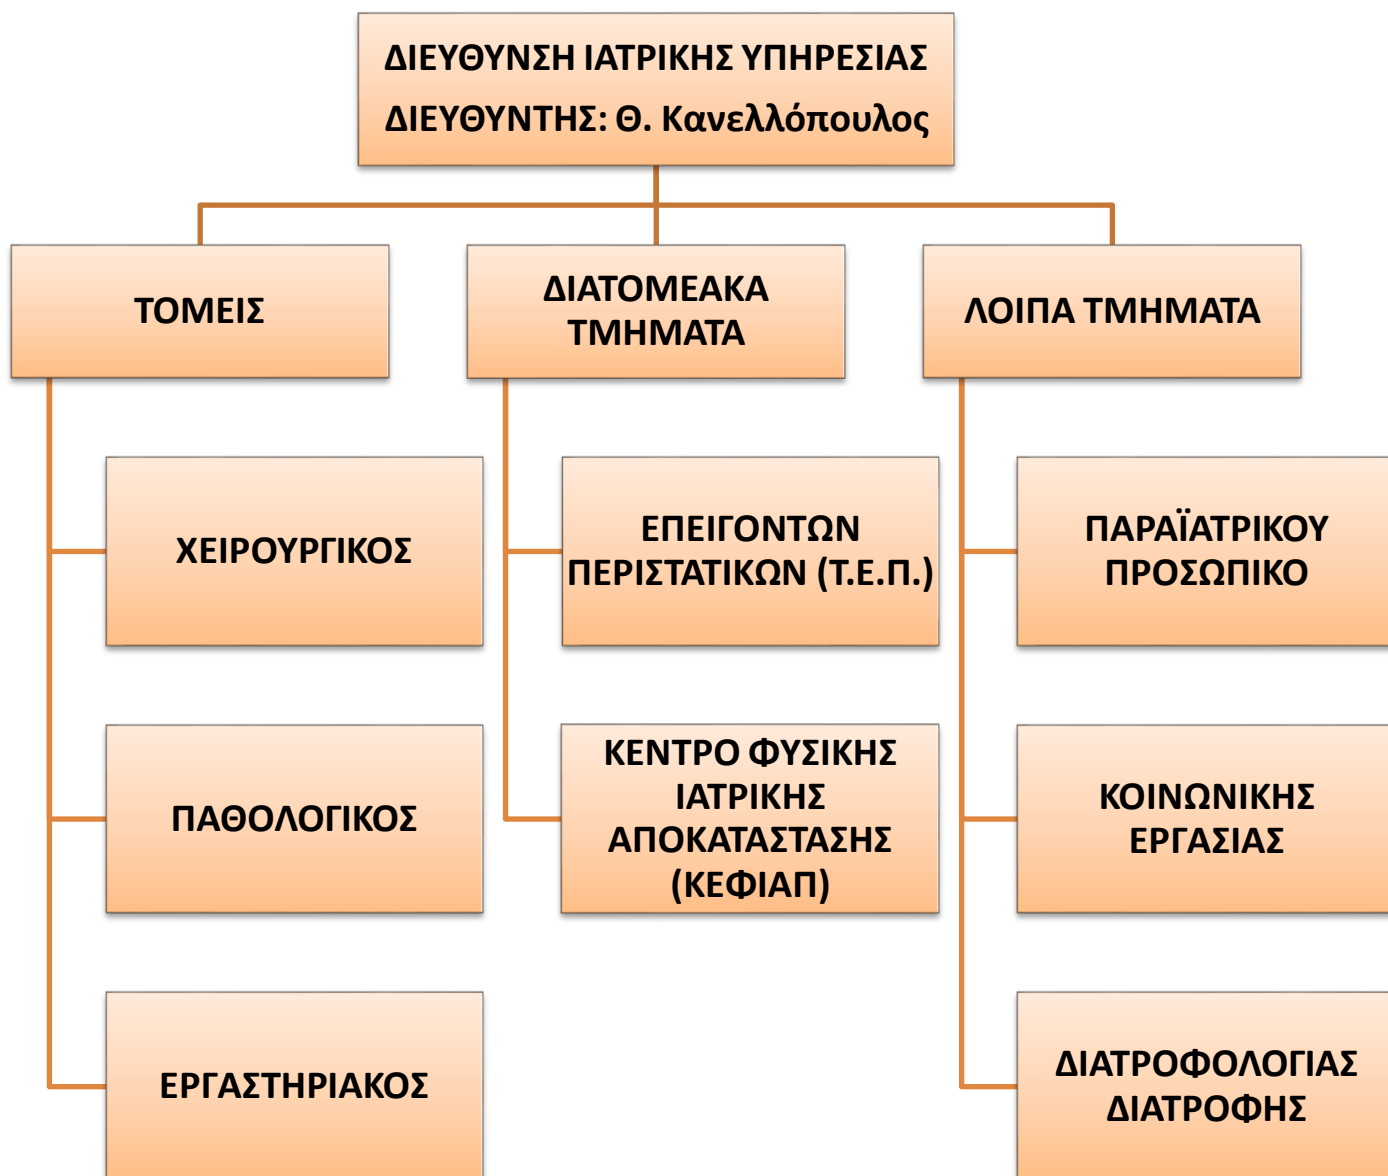 ΔΙΕΥΘΥΝΣΗ ΙΑΤΡΙΚΗΣ ΥΠΗΡΕΣΙΑΣ
ΔΙΕΥΘΥΝΤΗΣ: Θ. Κανελλόπουλος
ΤΟΜΕΙΣ
ΧΕΙΡΟΥΡΓΙΚΟΣ
ΠΑΘΟΛΟΓΙΚΟΣ
ΕΡΓΑΣΤΗΡΙΑΚΟΣ
ΔΙΑΤΟΜΕΑΚΑ
ΤΜΗΜΑΤΑ
ΕΠΕΙΓΟΝΤΩΝ
ΠΕΡΙΣΤΑΤΙΚΩΝ (Τ.Ε.Π.)
ΚΕΝΤΡΟ ΦΥΣΙΚΗΣ
ΙΑΤΡΙΚΗΣ
ΑΠΟΚΑΤΑΣΤΑΣΗΣ
(ΚΕΦΙΑΠ)
ΛΟΙΠΑ ΤΜΗΜΑΤΑ
ΠΑΡΑΪΑΤΡΙΚΟΥ
ΠΡΟΣΩΠΙΚΟ
ΚΟΙΝΩΝΙΚΗΣ
ΕΡΓΑΣΙΑΣ
ΔΙΑΤΡΟΦΟΛΟΓΙΑΣ
ΔΙΑΤΡΟΦΗΣ